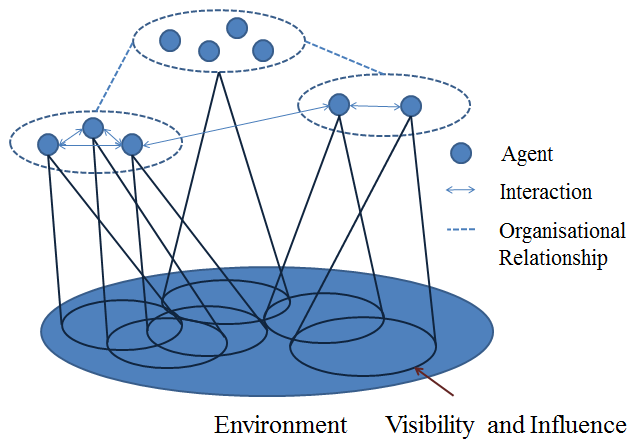 Agent
Interaction
Organisational
Relationship
Environment
Visibility and Influence